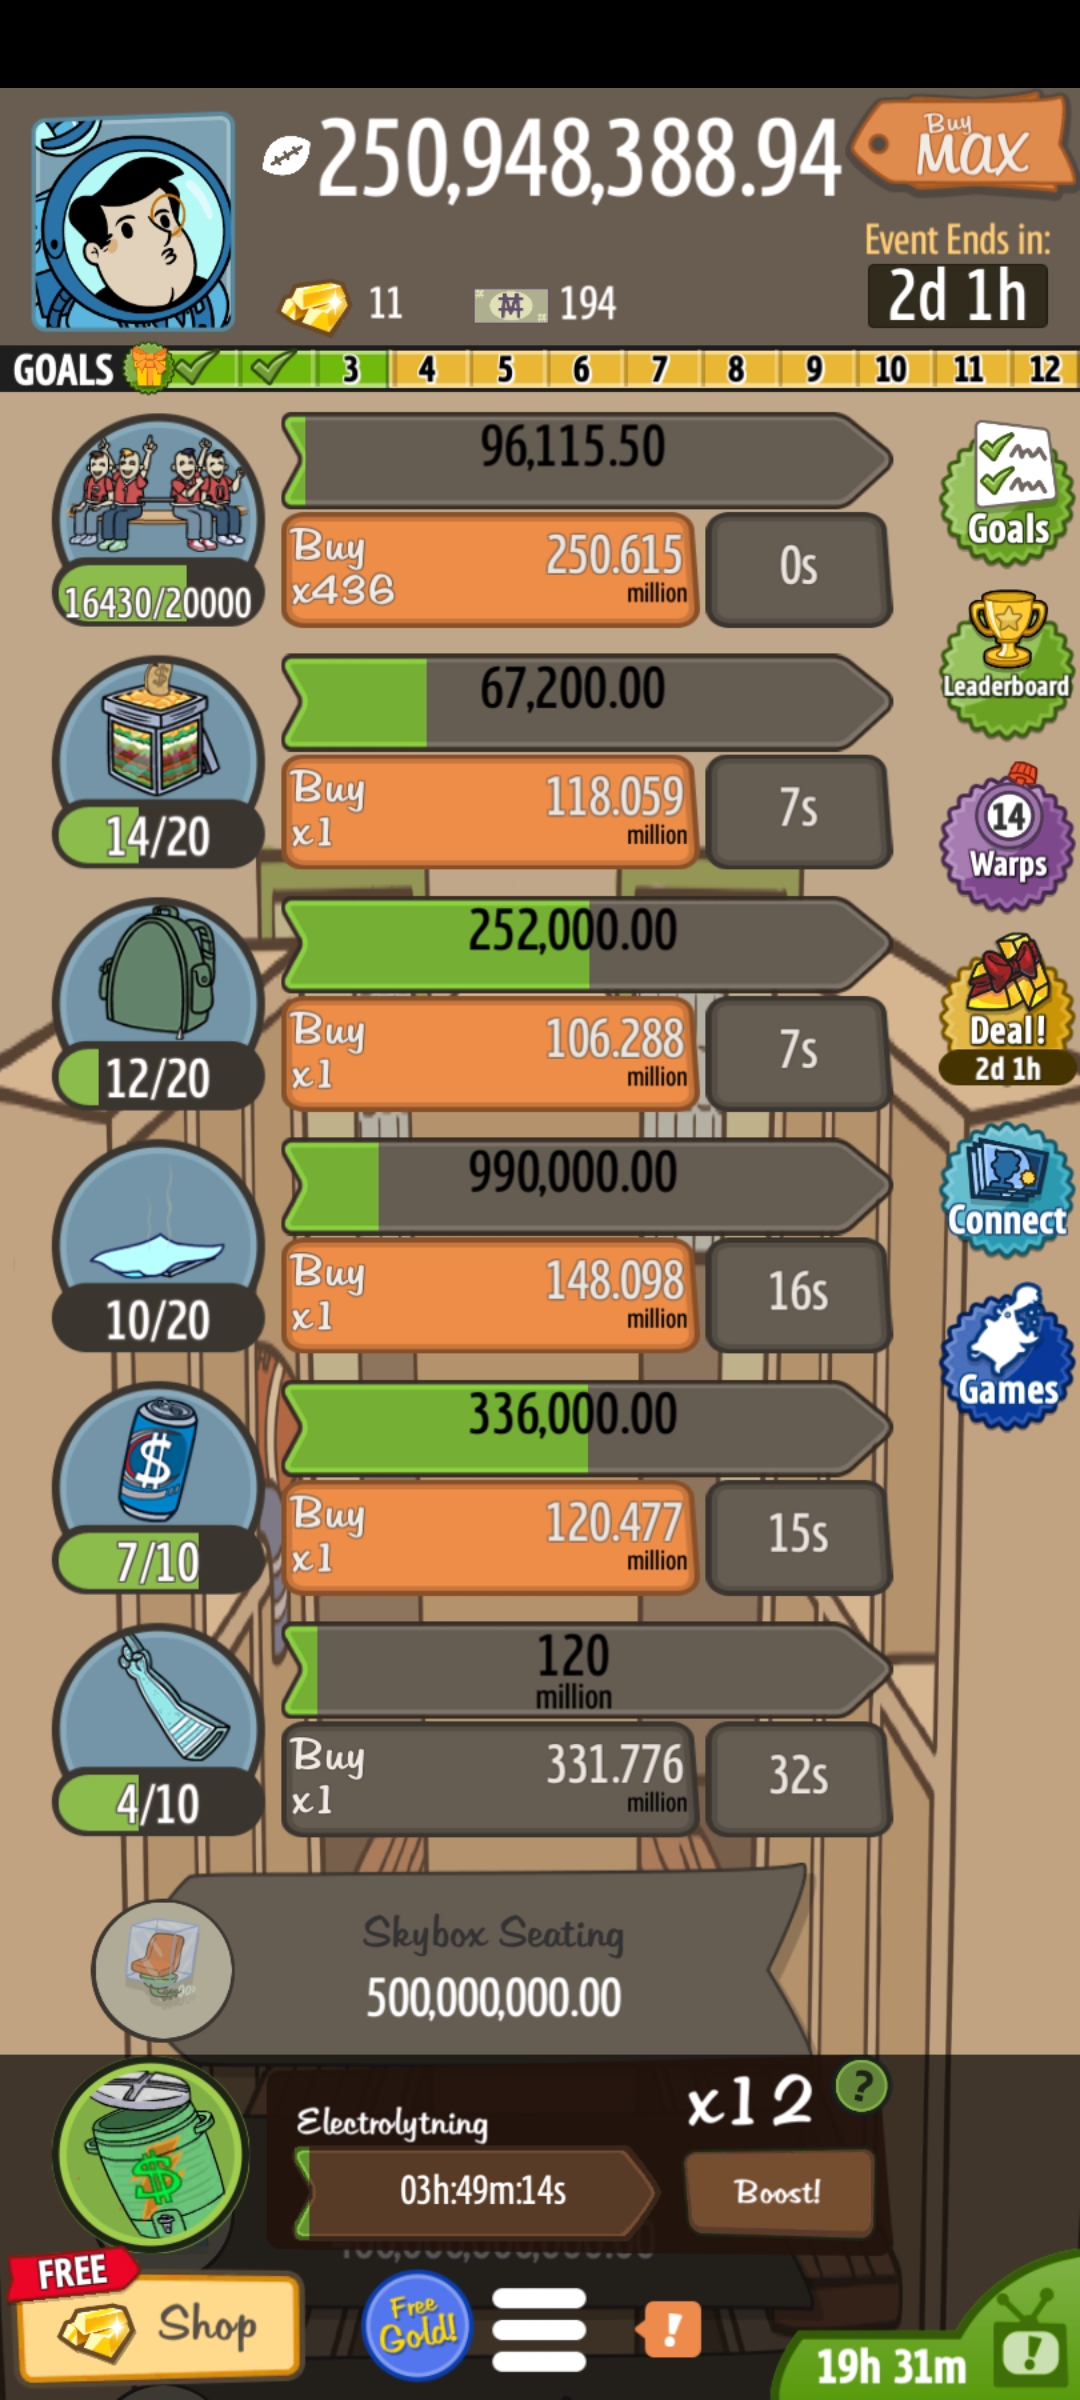 250,948,388.94
Buy
MAX
Event Ends in:
2d 1h
11
194
GOALS 3 4 5 6 7 8 9 10 11 12
96,115.50
Buy
x436
250.615
million
0s
16430/20000
Goals
67,200.00
Buy
x1
118.059
million
7s
14/20
Leaderboard
252,000.00
Buy
x1
106.288
million
7s
12/20
14
Warps
990,000.00
Buy
x1
148.098
million
16s
10/20
Deal!
2d 1h
336,000.00
Buy
x1
120.477
million
15s
$
7/10
Connect
120
million
Buy
x1
331.776
million
32s
4/10
Games
Skybox Seating
500,000,000.00
Electrolytning
x12
?
$
03h:49m:14s
Boost!
FREE
Shop
Free
Gold!
!
19h 31m
!